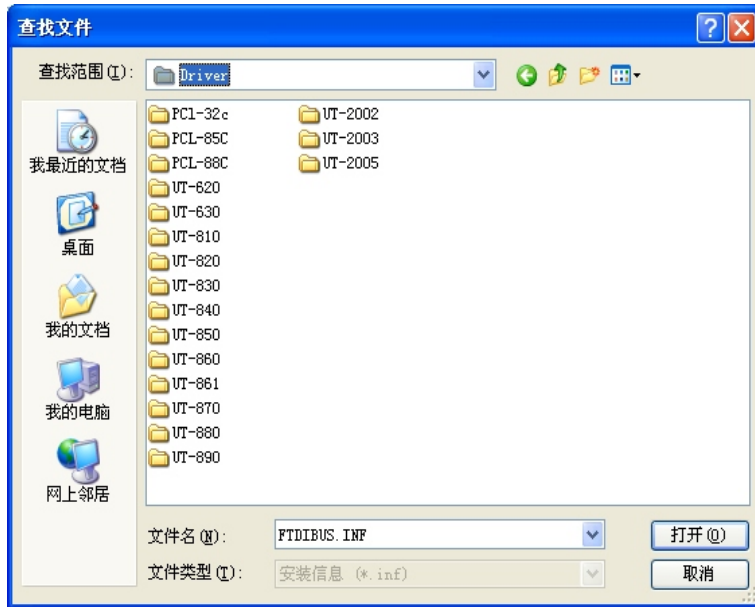 查找文件
查找范围(I):
Driver
我最近的文档
桌面
我的文档
我的电脑
网上邻居
PCl-32c
PCL-85C
PCL-88C
UT-620
UT-630
UT-810
UT-820
UT-830
UT-840
UT-850
UT-860
UT-861
UT-870
UT-880
UT-890
UT-2002
UT-2003
UT-2005
文件名(N):
FTDIBUS.INF
打开(O)
文件类型(T):
安装信息 (*.inf)
取消